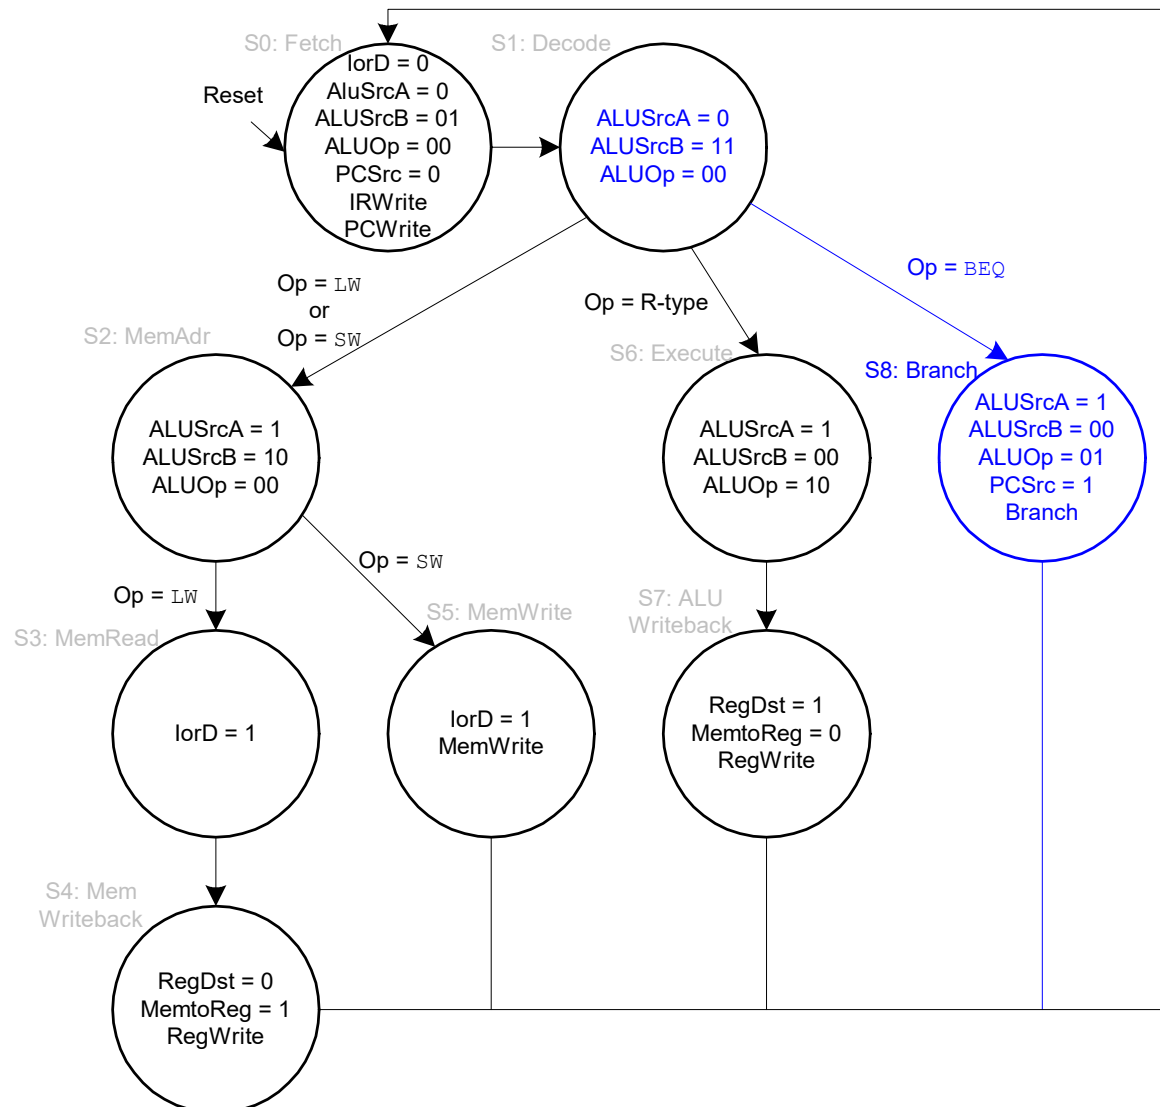 S0: Fetch
S1: Decode
Reset
IorD = 0
AluSrcA = 0
ALUSrcB = 01
ALUOp = 00
PCSrc = 0
IRWrite
PCWrite
ALUSrcA = 0
ALUSrcB = 11
ALUOp = 00
Op = LW
or
Op = SW
Op = R-type
Op = BEQ
S2: MemAdr
ALUSrcA = 1
ALUSrcB = 10
ALUOp = 00
S6: Execute
ALUSrcA = 1
ALUSrcB = 00
ALUOp = 10
S8: Branch
ALUSrcA = 1
ALUSrcB = 00
ALUOp = 01
PCSrc = 1
Branch
Op = LW
Op = SW
S3: MemRead
IorD = 1
S5: MemWrite
IorD = 1
MemWrite
S7: ALU
Writeback
RegDst = 1
MemtoReg = 0
RegWrite
S4: Mem
Writeback
RegDst = 0
MemtoReg = 1
RegWrite